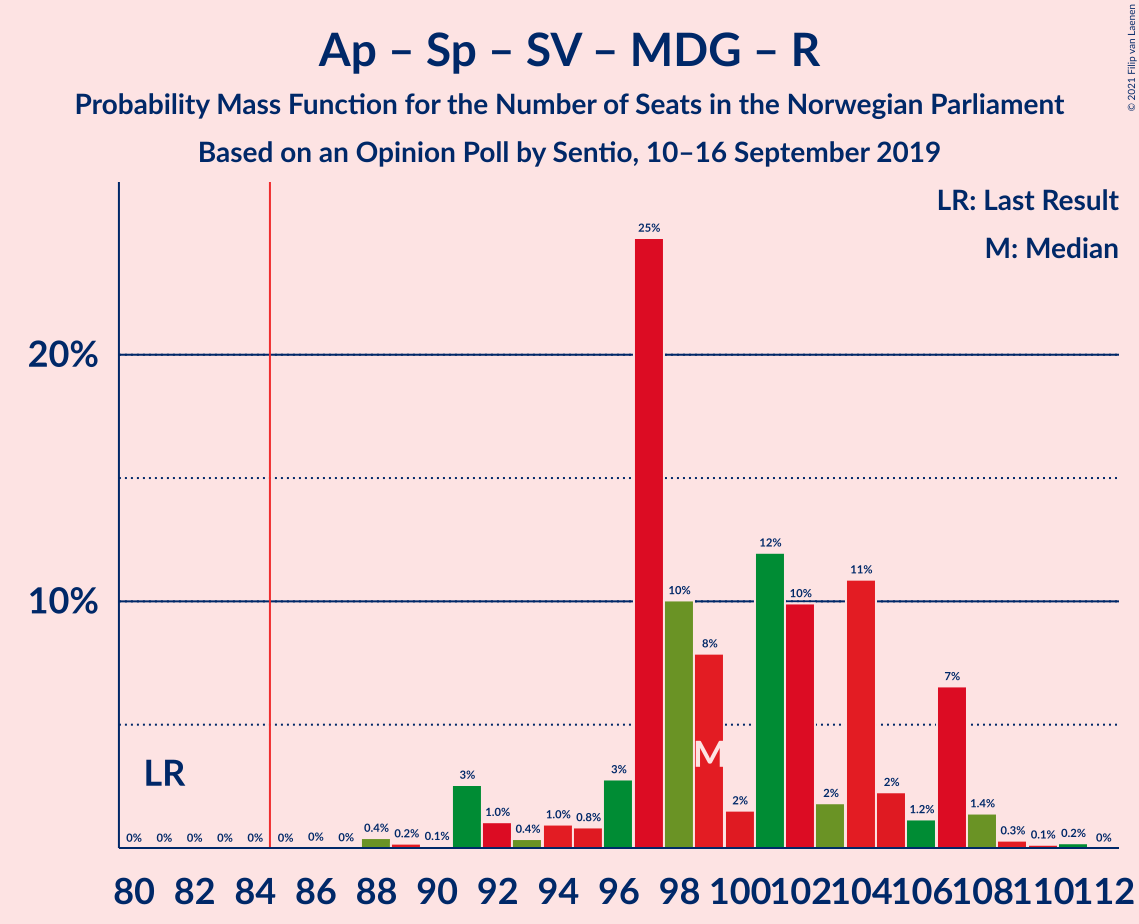 Ap – Sp – SV – MDG – R
Probability Mass Function for the Number of Seats in the Norwegian Parliament
Based on an Opinion Poll by Sentio, 10–16 September 2019
© 2021 Filip van Laenen
LR: Last Result
M: Median
25%
20%
12%
11%
10%
10%
10%
8%
7%
M
LR
3%
3%
2%
2%
2%
0% 0% 0% 0% 0% 0% 0% 0% 0.4% 0.2% 0.1% 1.0% 0.4% 1.0% 0.8% 1.2% 1.4% 0.3% 0.1% 0.2% 0%
80 82 84 86 88 90 92 94 96 98 100 102 104 106 108 110 112